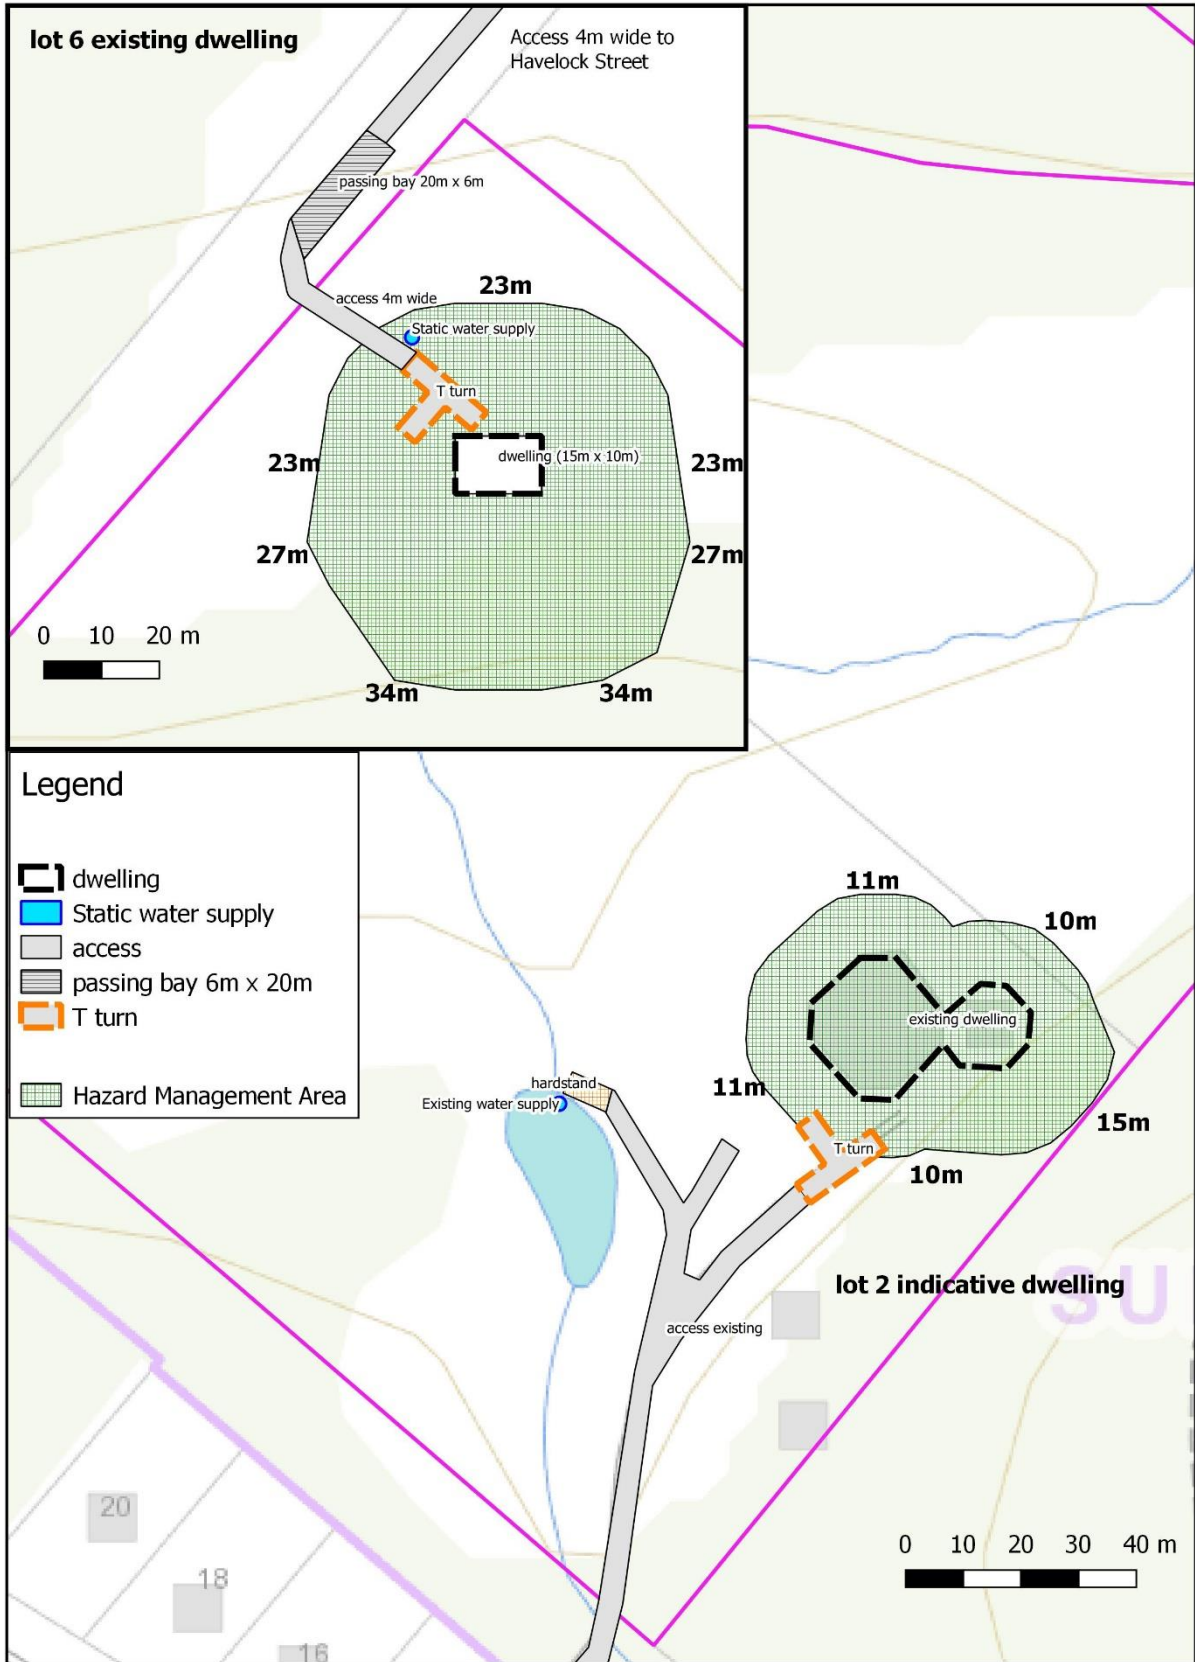 lot 6 existing dwelling
Access 4m wide to
Havelock Street
passing bay 20m x 6m
23m
access 4m wide
Static water supply
T turn
23m
dwelling (15m x 10m)
23m
27m
27m
0 10 20 m
34m
34m
Legend
dwelling
Static water supply
access
passing bay 6m x 20m
T turn
Hazard Management Area
11m
10m
existing dwelling
hardstand
Existing water supply
11m
15m
T turn
10m
lot 2 indicative dwelling
SU
access existing
20
18
16
0 10 20 30 40 m